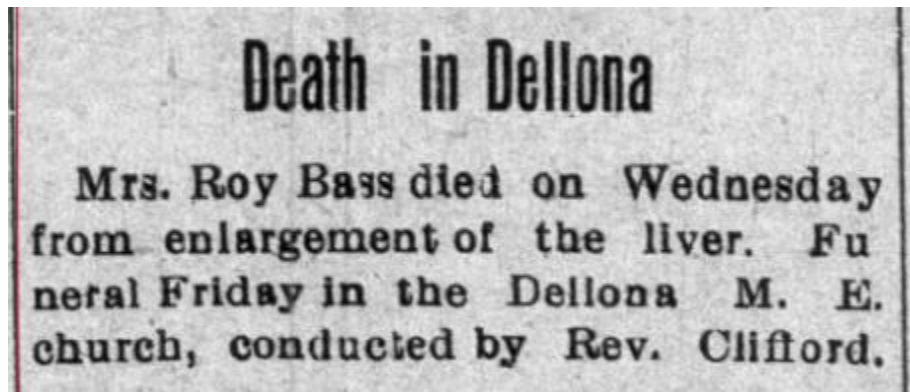 Death in Dellona
Mrs. Roy Bass died on Wednesday
from enlargement of the liver. Fu
neral Friday in the Dellona M. E.
church, conducted by Rev. Clifford.